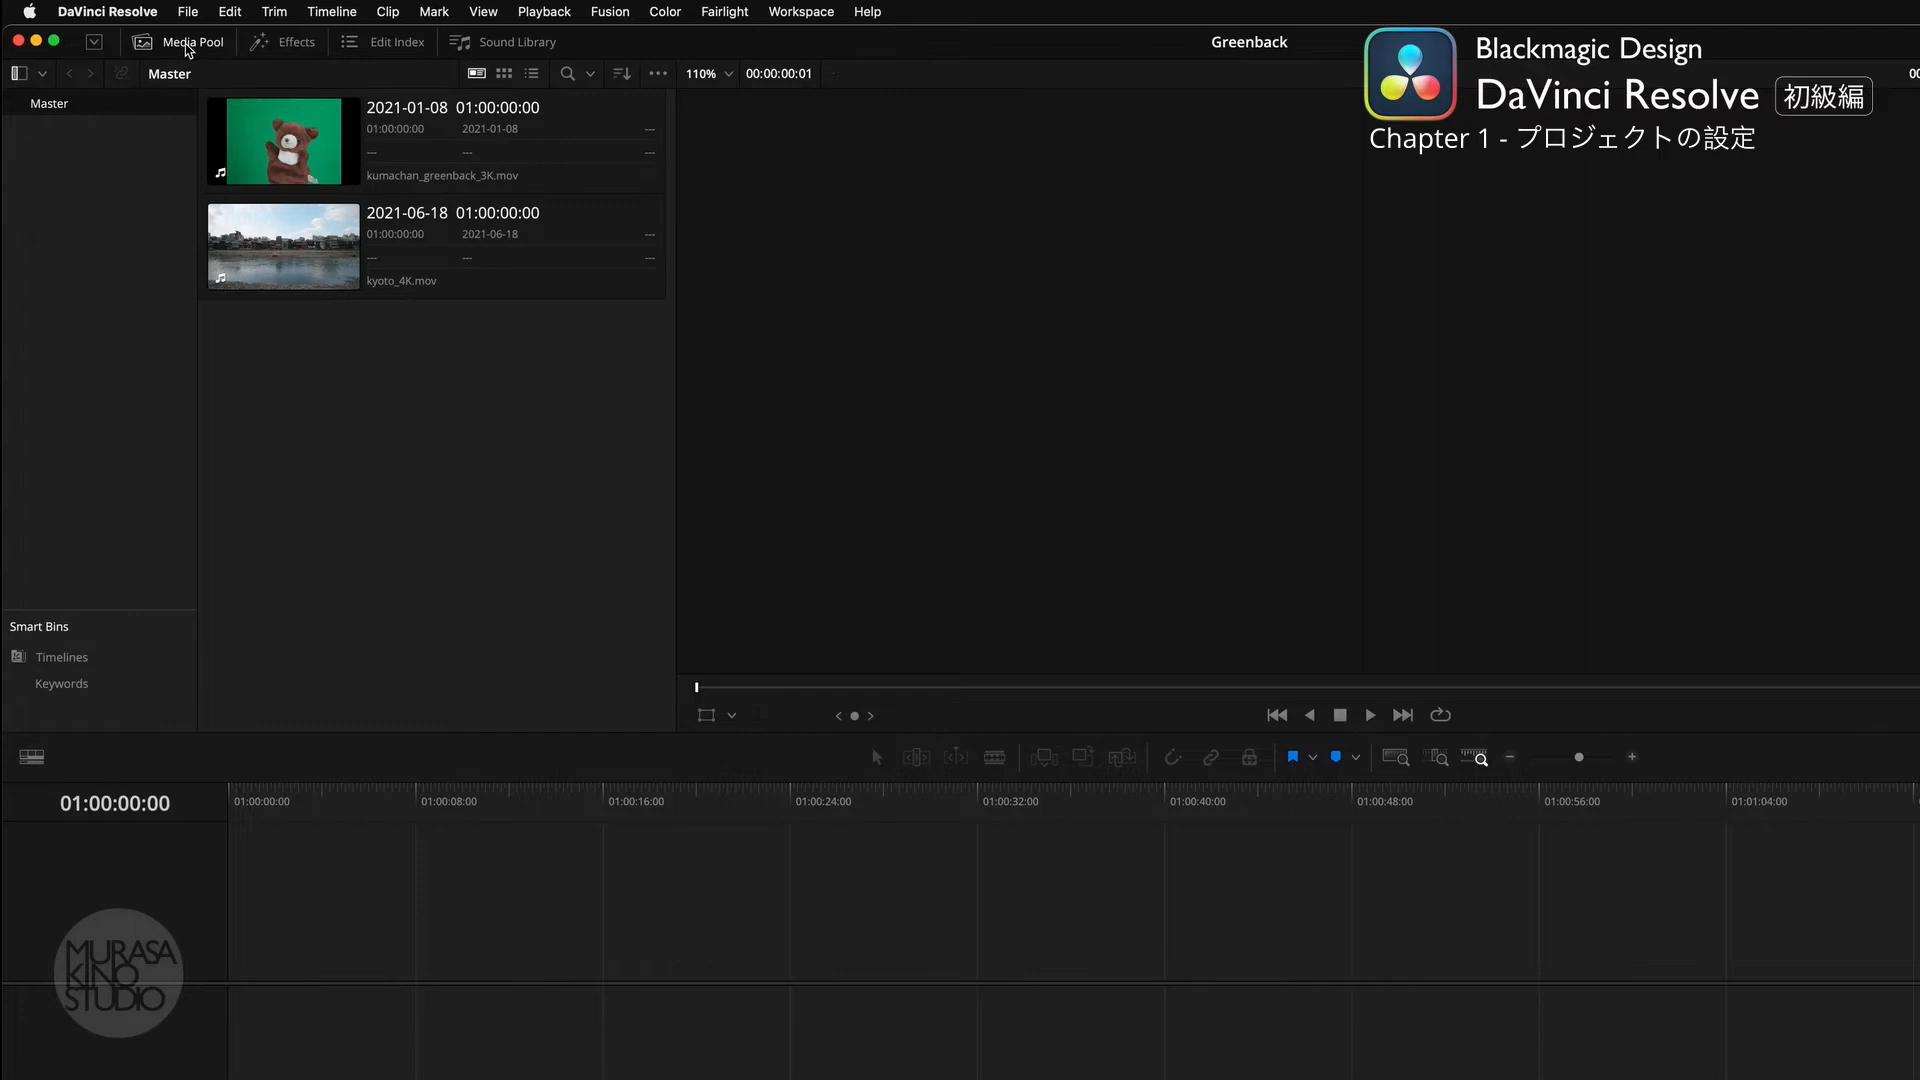 DaVinci Resolve File Edit Trim Timeline Clip Mark View Playback Fusion Color Fairlight Workspace Help
Media Pool Effects Edit Index Sound Library Greenback
Blackmagic Design
DaVinci Resolve 初級編
Chapter 1 - プロジェクトの設定
Master 110% 00:00:00:01 00
Master
2021-01-08 01:00:00:00
01:00:00:00 2021-01-08 ---
--- --- ---
kumachan_greenback_3K.mov
2021-06-18 01:00:00:00
01:00:00:00 2021-06-18 ---
--- --- ---
kyoto_4K.mov
Smart Bins
Timelines
Keywords
01:00:00:00
01:00:00:00 01:00:08:00 01:00:16:00 01:00:24:00 01:00:32:00 01:00:40:00 01:00:48:00 01:00:56:00 01:01:04:00
MURASA
KINO
STUDIO